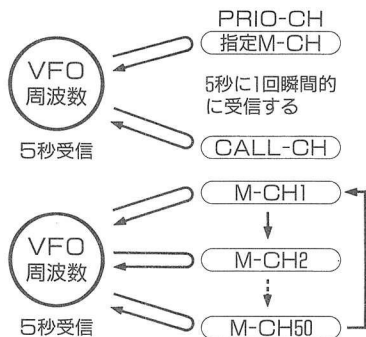 PRIO-CH
指定M-CH
VFO
周波数
5秒受信
5秒に1回瞬間的
に受信する
CALL-CH
M-CH1
VFO
周波数
5秒受信
M-CH2
M-CH50